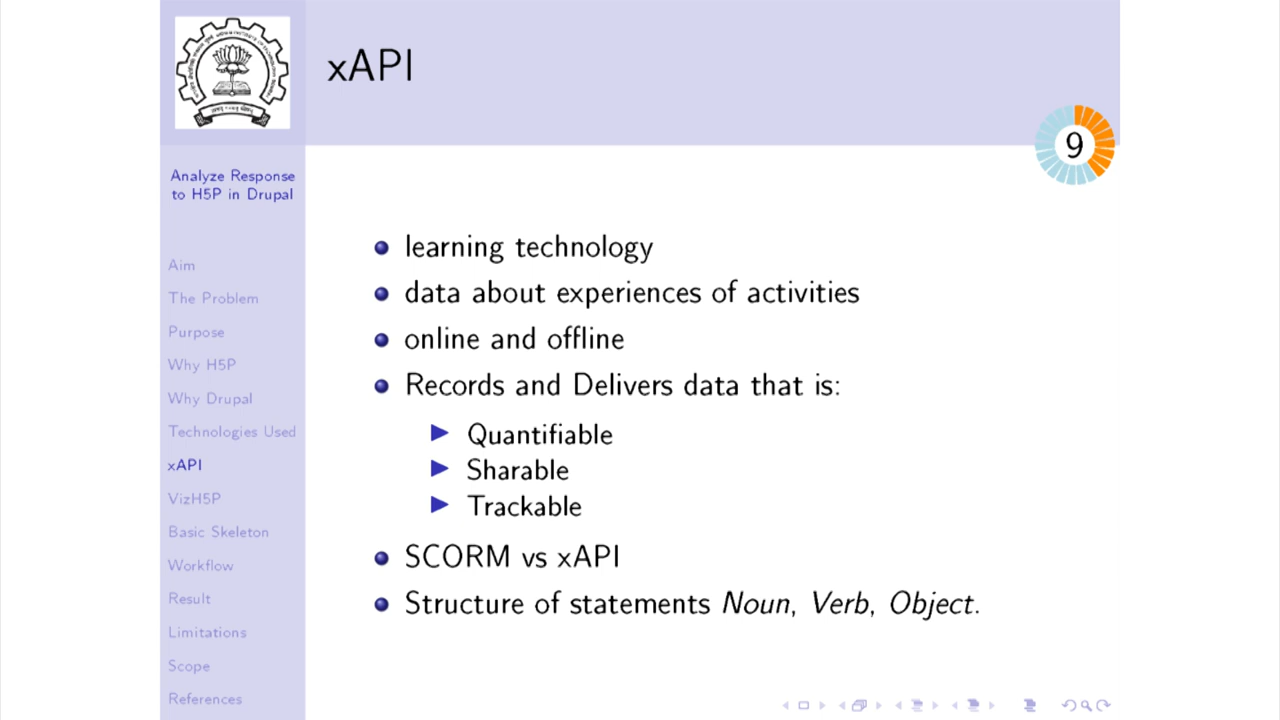 xAPI
9
Analyze Response
to H5P in Drupal
Aim
The Problem
Purpose
Why H5P
Why Drupal
Technologies Used
xAPI
VizH5P
Basic Skeleton
Workflow
Result
Limitations
Scope
References
learning technology
data about experiences of activities
online and offline
Records and Delivers data that is:
Quantifiable
Sharable
Trackable
SCORM vs xAPI
Structure of statements Noun, Verb, Object.